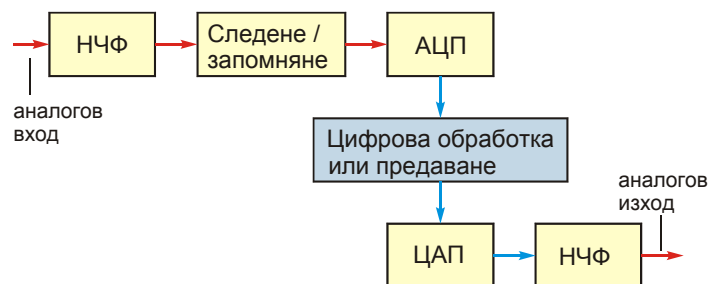 НЧФ
Следене /
запомняне
АЦП
аналогов
вход
Цифрова обработка
или предаване
аналогов
изход
ЦАП
НЧФ